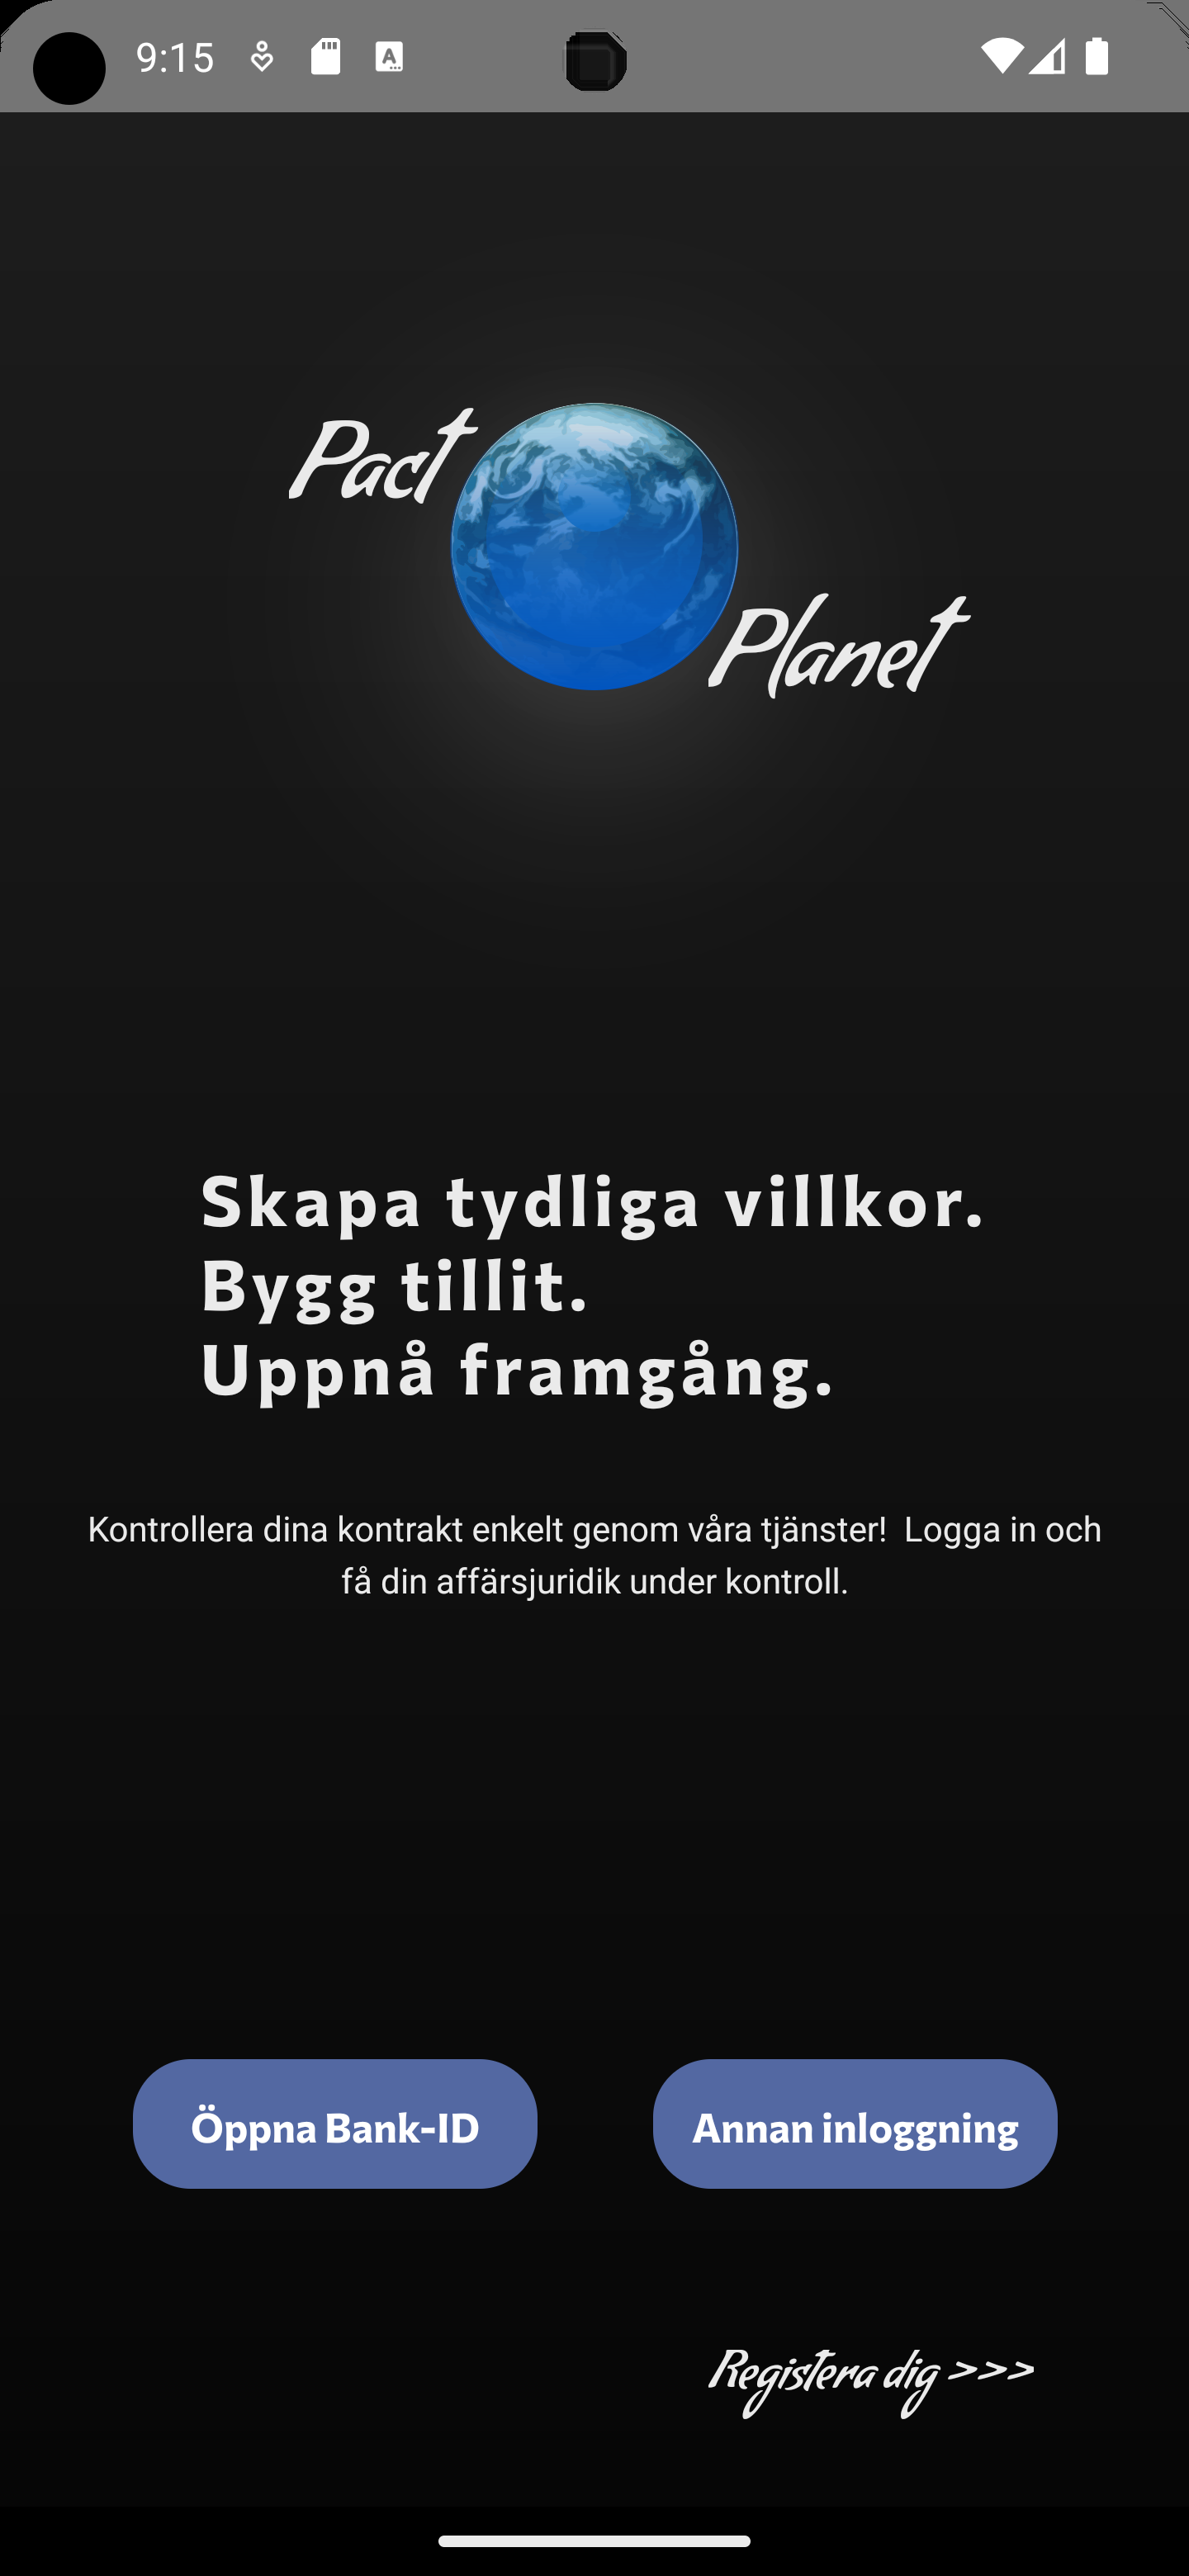 9:15
Pact
Planet
Skapa tydliga villkor.
Bygg tillit.
Uppnå framgång.
Kontrollera dina kontrakt enkelt genom våra tjänster!  Logga in och
få din affärsjuridik under kontroll.
Öppna Bank-ID
Annan inloggning
Registera dig >>>